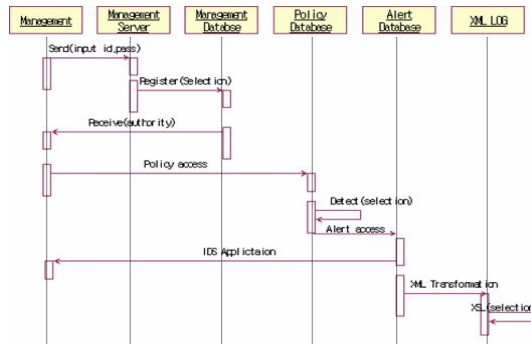 Management
Management
Server
Management
Databse
Policy
Database
Alert
Database
XML LOG
Send(input id,pass)
Register(Selection)
Receive(authority)
Policy access
Detect(selection)
Alert access
IDS Applictaion
XML Transformation
XSL(selection